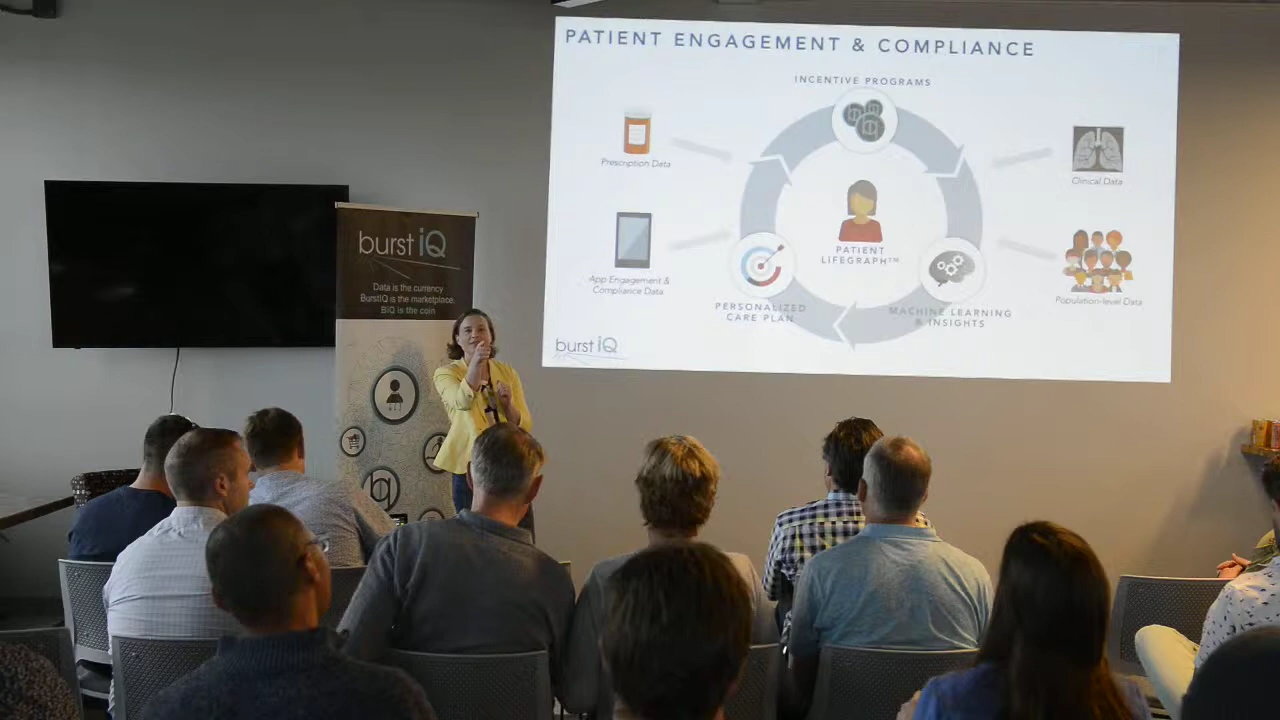 PATIENT ENGAGEMENT & COMPLIANCE
INCENTIVE PROGRAMS
Prescription Data
Clinical Data
PATIENT
LIFEGRAPH™
App Engagement &
Compliance Data
Population-level Data
PERSONALIZED
CARE PLAN
MACHINE LEARNING
& INSIGHTS
burst iQ
burst iQ
Data is the currency
BurstIQ is the marketplace.
BiQ is the coin